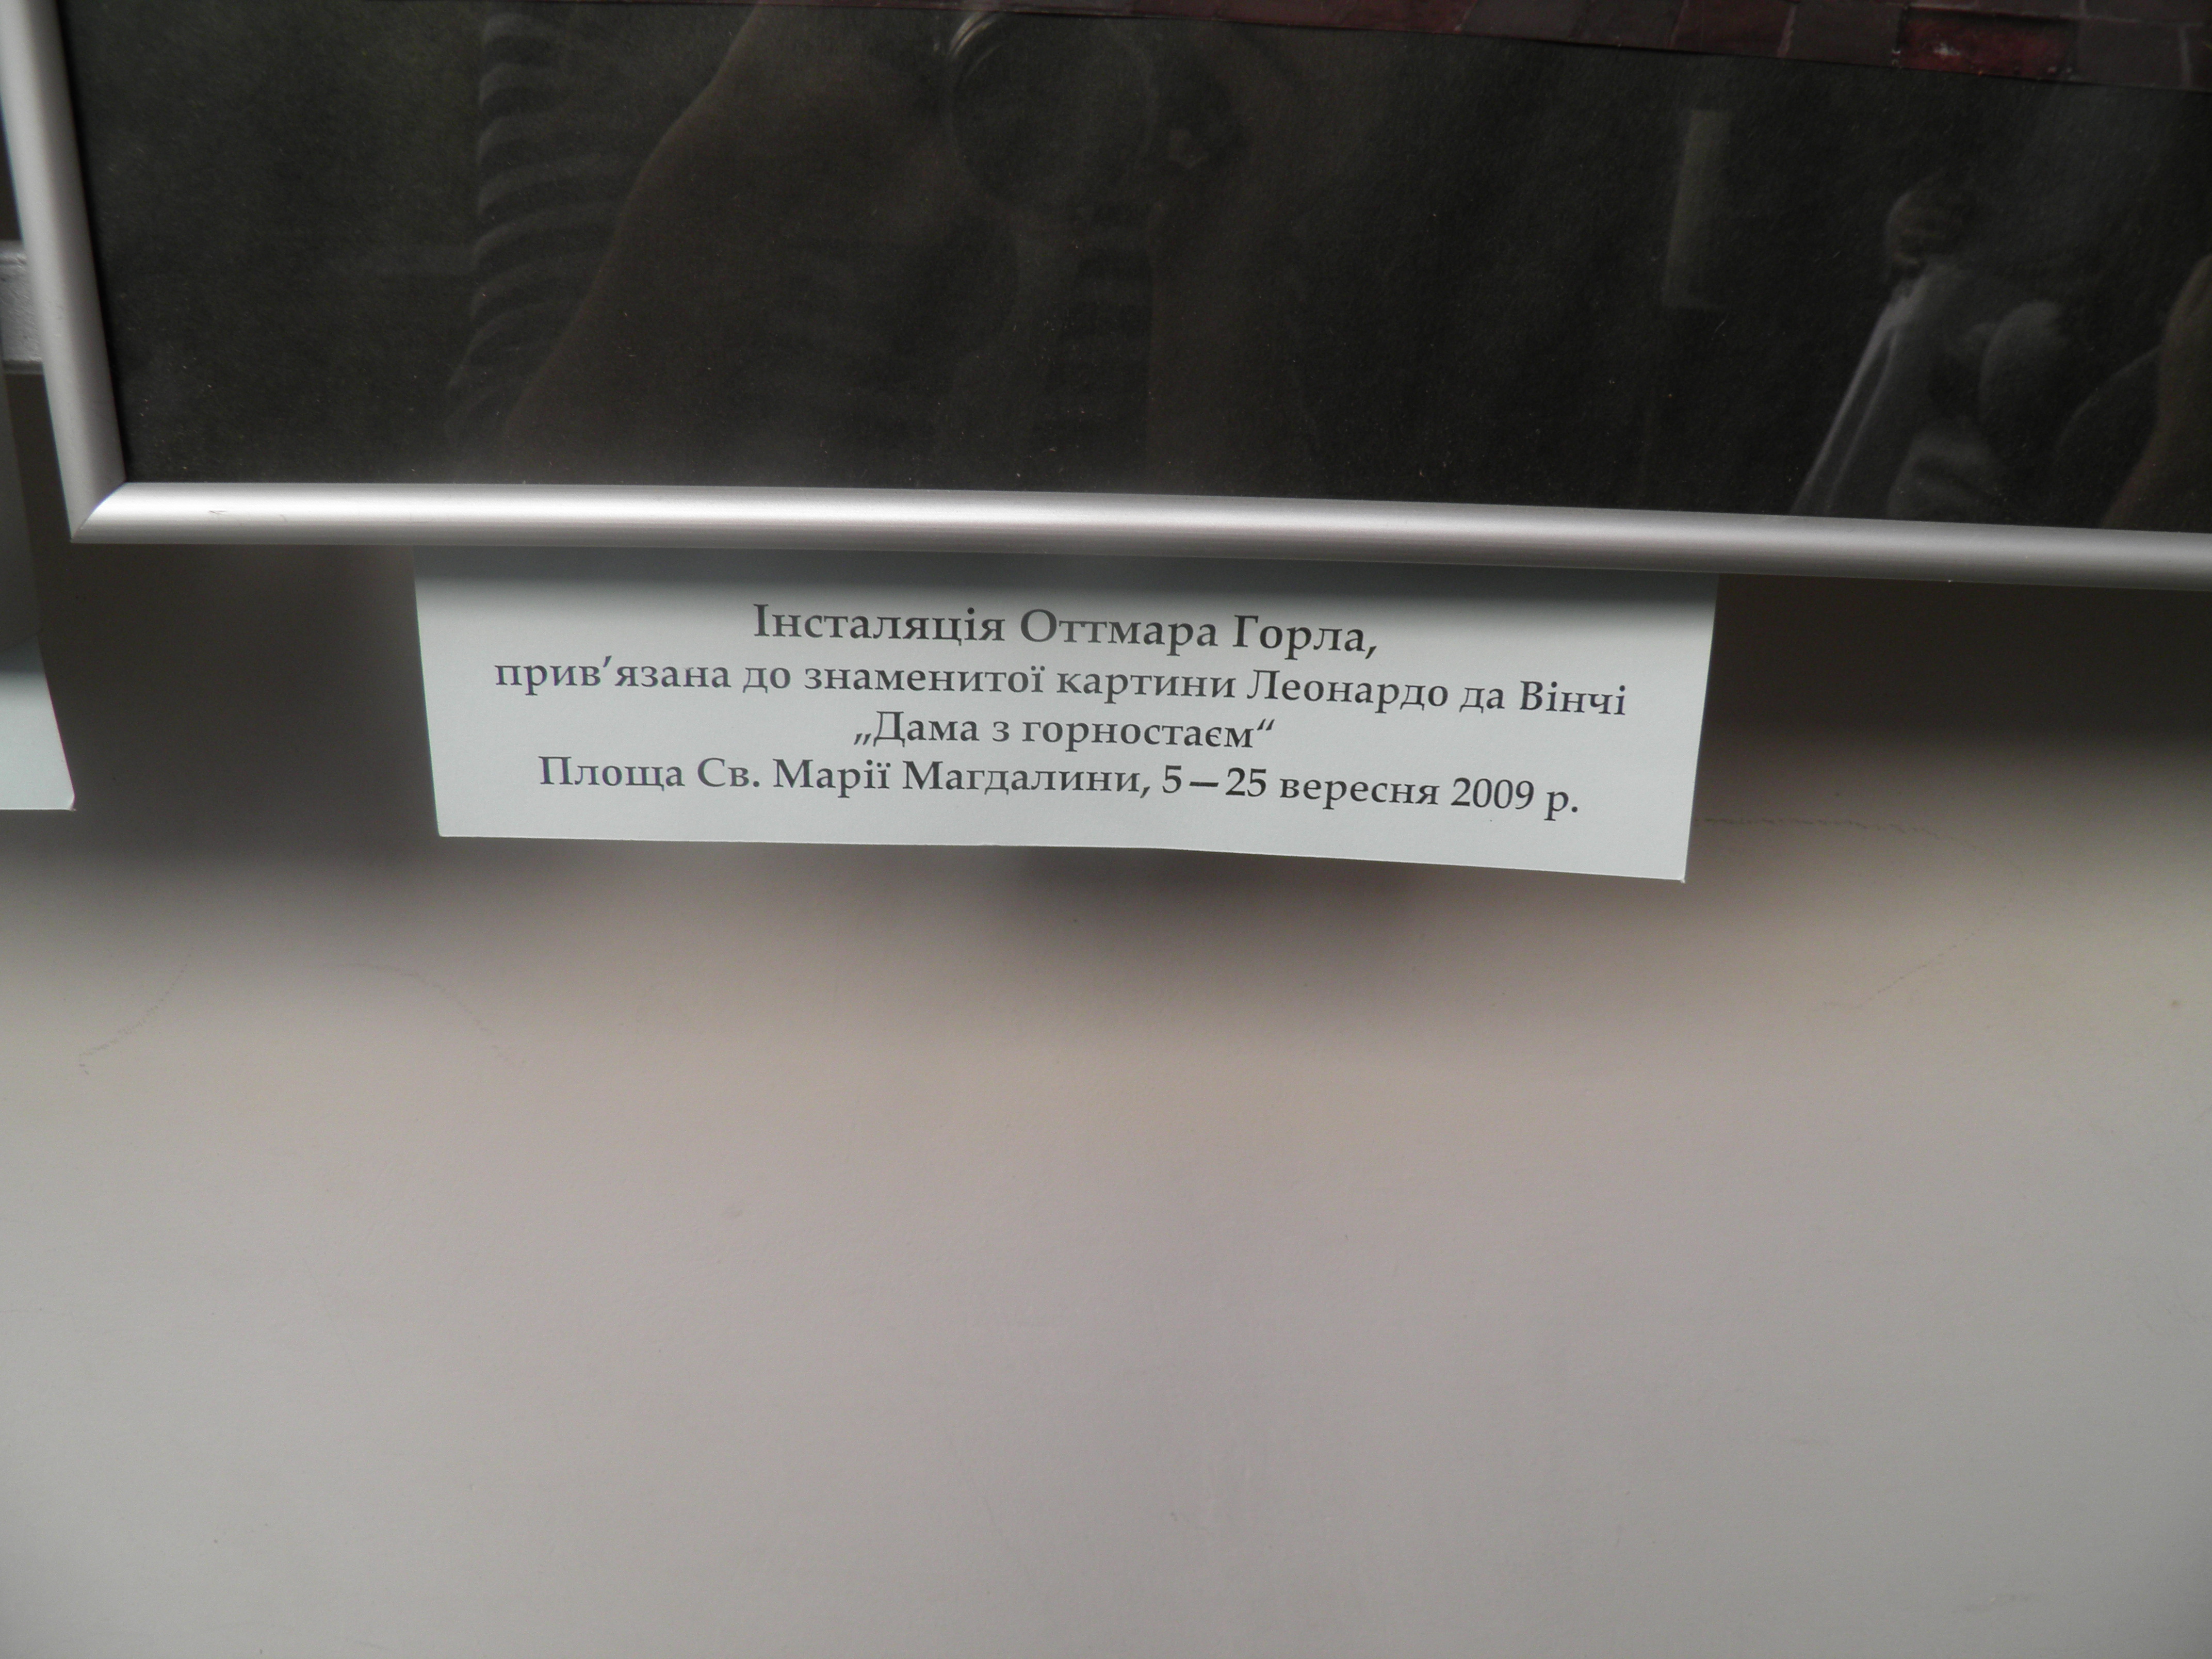 Інсталяція Оттмара Горла,
прив'язана до знаменитої картини Леонардо да Вінчі
„Дама з горностаєм“
Площа Св. Марії Магдалини, 5—25 вересня 2009 р.